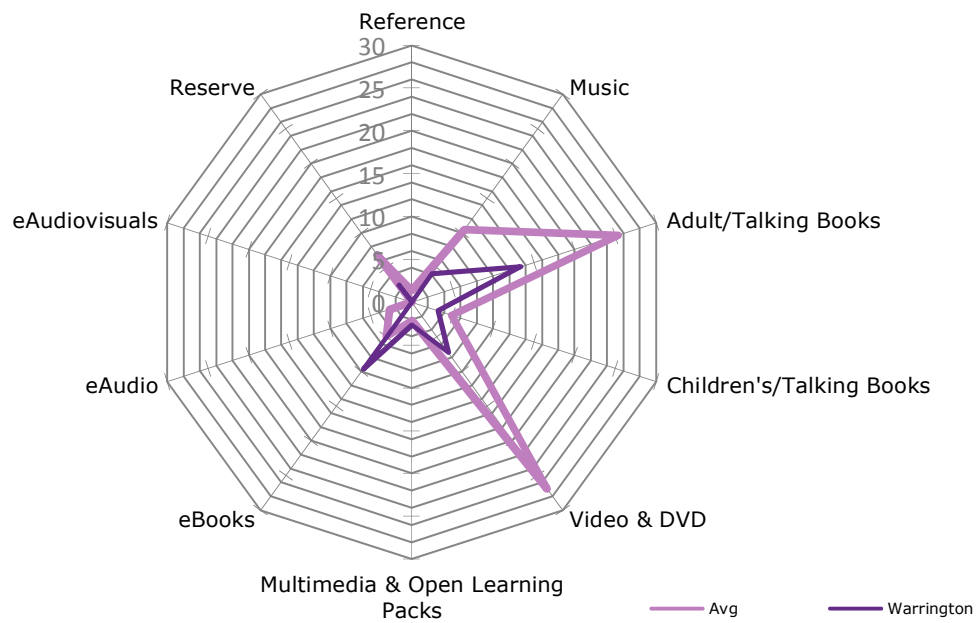 Reference
30
Reserve
Music
25
20
15
eAudiovisuals
Adult/Talking Books
10
5
0
eAudio
Children's/Talking Books
eBooks
Video & DVD
Multimedia & Open Learning
Packs
Avg
Warrington